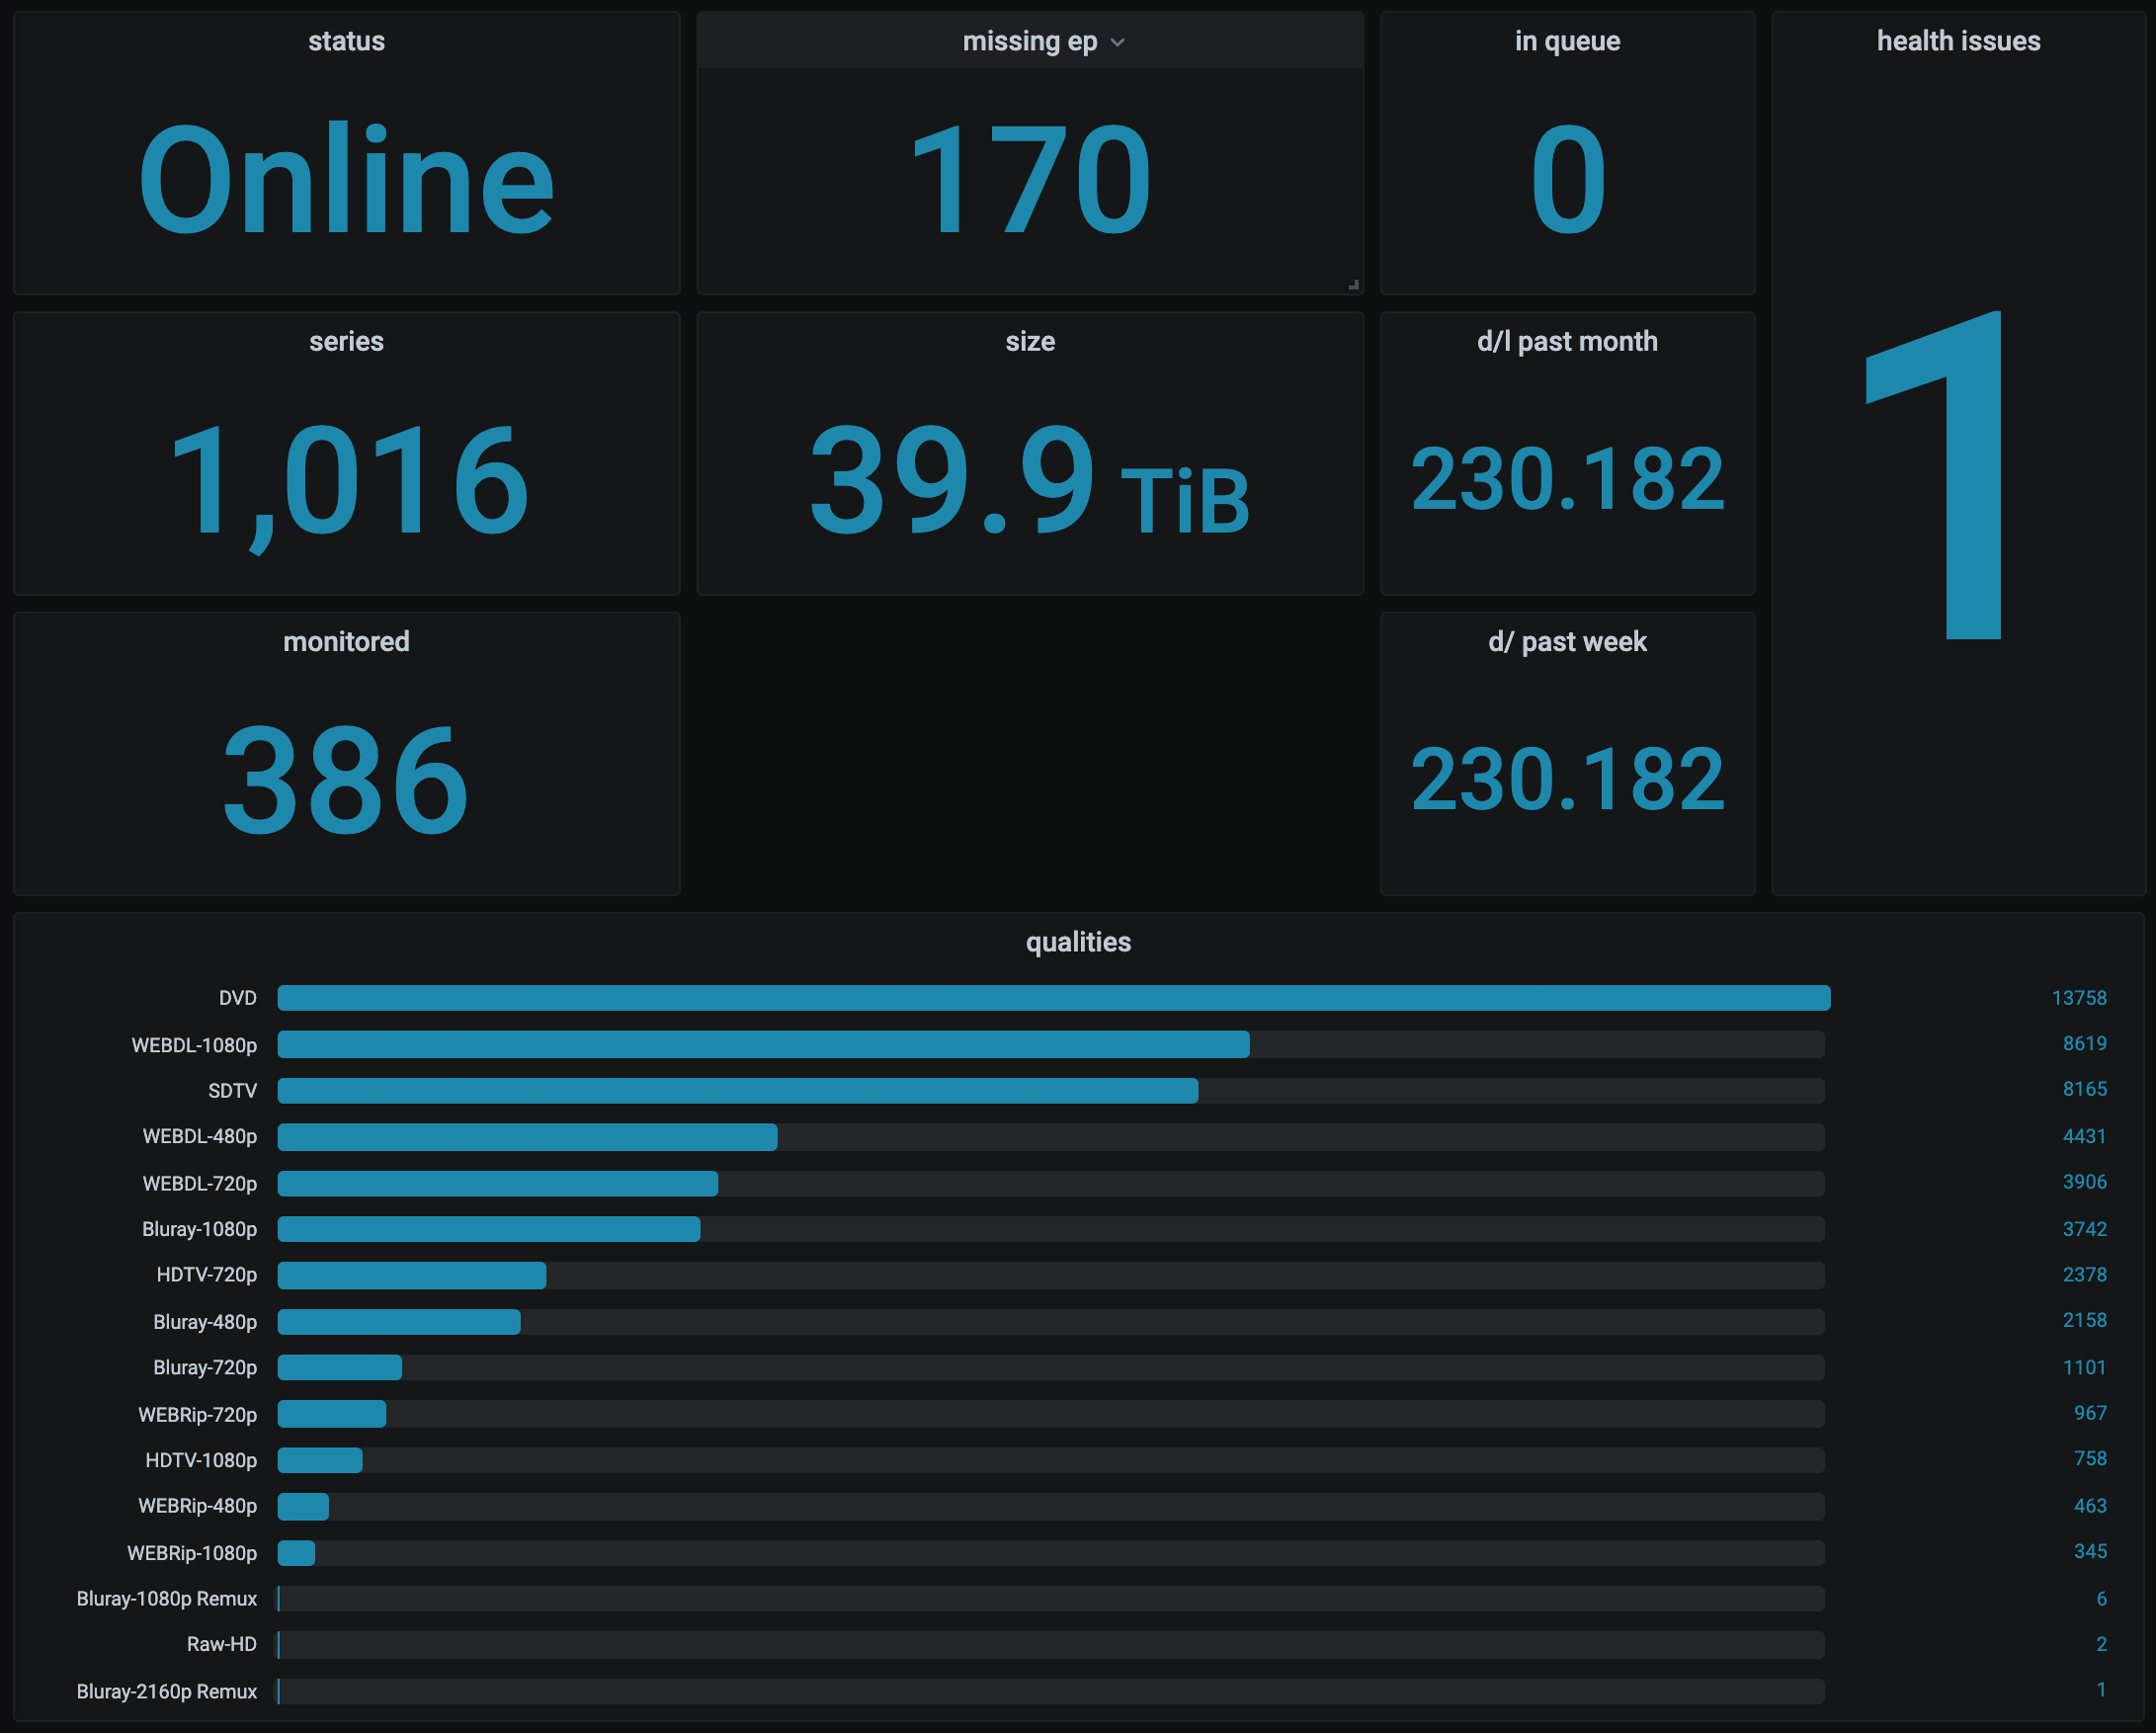 status
Online
missing ep
170
in queue
0
health issues
1
series
1,016
size
39.9 TiB
d/l past month
230.182
monitored
386
d/ past week
230.182
qualities
DVD 13758
WEBDL-1080p 8619
SDTV 8165
WEBDL-480p 4431
WEBDL-720p 3906
Bluray-1080p 3742
HDTV-720p 2378
Bluray-480p 2158
Bluray-720p 1101
WEBRip-720p 967
HDTV-1080p 758
WEBRip-480p 463
WEBRip-1080p 345
Bluray-1080p Remux 6
Raw-HD 2
Bluray-2160p Remux 1